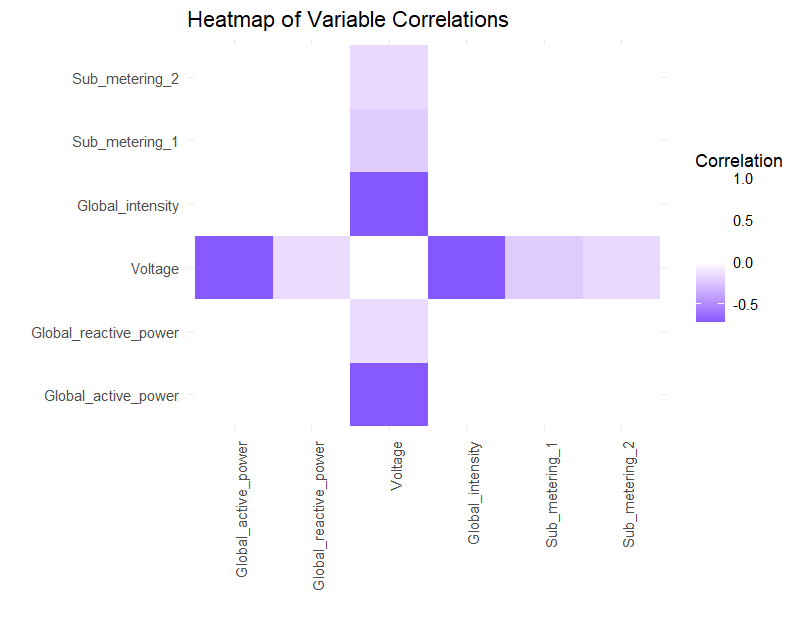 Heatmap of Variable Correlations
Sub_metering_2
Sub_metering_1
Global_intensity
Voltage
Global_reactive_power
Global_active_power
Global_active_power
Global_reactive_power
Voltage
Global_intensity
Sub_metering_1
Sub_metering_2
Correlation
1.0
0.5
0.0
-0.5